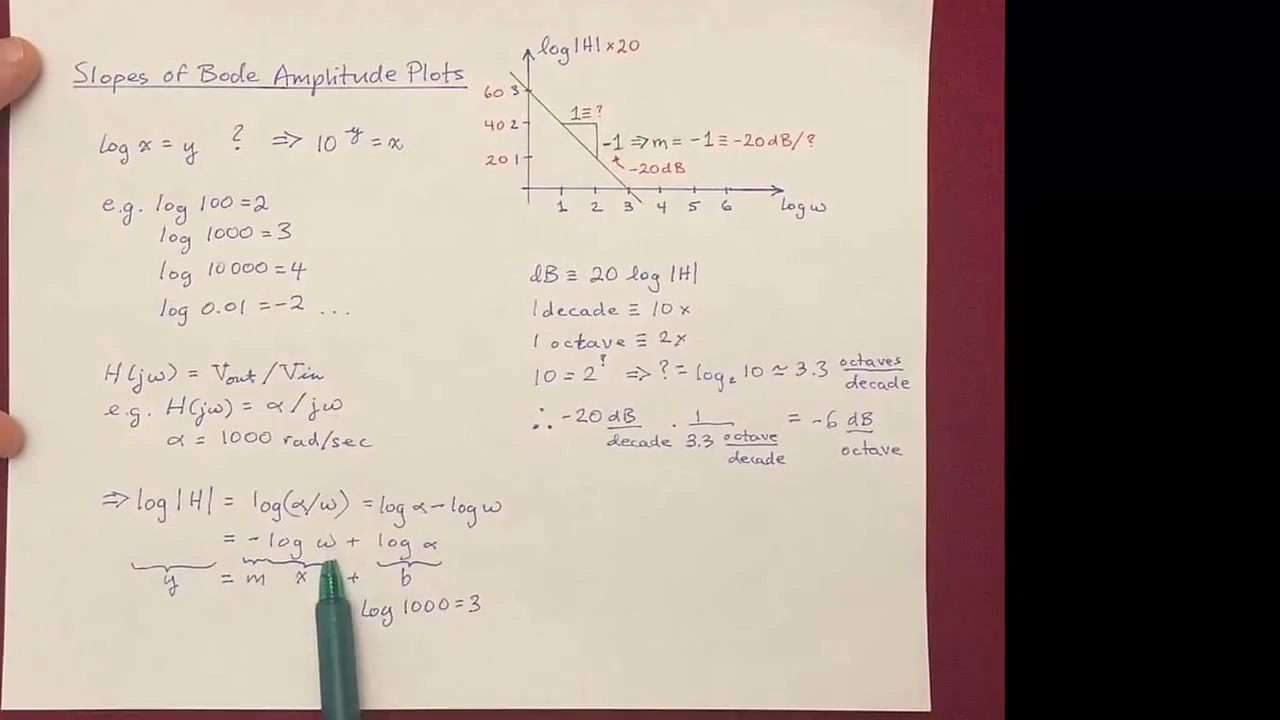 Slopes of Bode Amplitude Plots
log x = y ? ⇒ 10^y = x
e.g. log 100 = 2
log 1000 = 3
log 10000 = 4
log 0.01 = -2 ...
H(jω) = Vout/Vin
e.g. H(jω) = α/jω
α = 1000 rad/sec
⇒ log |H| = log(α/ω) = log α - log ω
= - log ω + log α
y = m x + b
log 1000 = 3
log |H| ×20
60 3
1 ≡ ?
40 2
-1 ⇒ m = -1 ≡ -20dB/?
20 1
-20dB
1 2 3 4 5 6 log ω
dB ≡ 20 log |H|
1 decade ≡ 10x
1 octave ≡ 2x
10 = 2^? ⇒ ? = log₂ 10 ≃ 3.3 octaves/decade
∴ -20 dB/decade · 1/3.3 octave/decade = -6 dB/octave